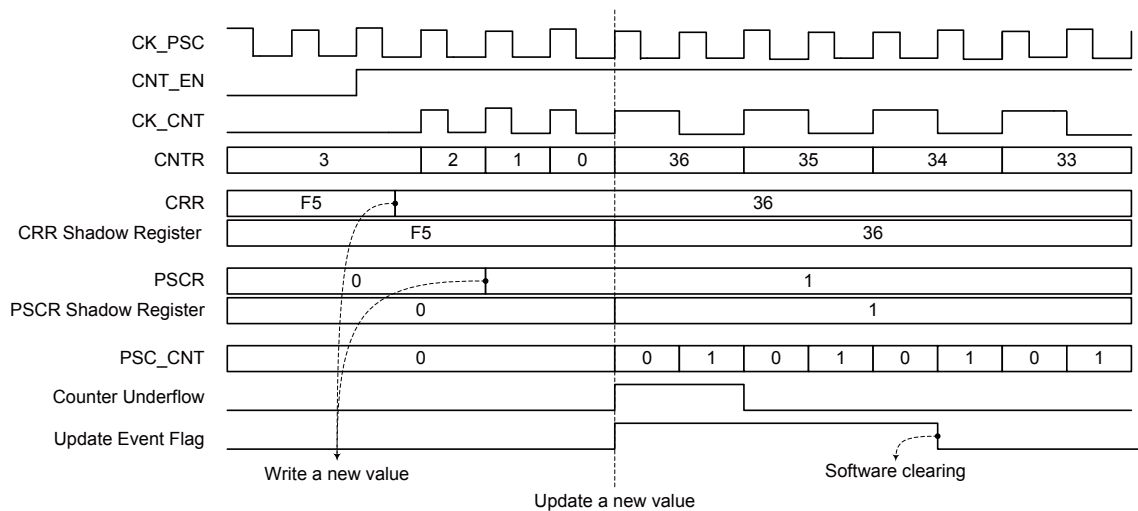 CK_PSC
CNT_EN
CK_CNT
CNTR 3 2 1 0 36 35 34 33
CRR F5 36
CRR Shadow Register F5 36
PSCR 0 1
PSCR Shadow Register 0 1
PSC_CNT 0 0 1 0 1 0 1 0 1
Counter Underflow
Update Event Flag
Write a new value Software clearing
Update a new value